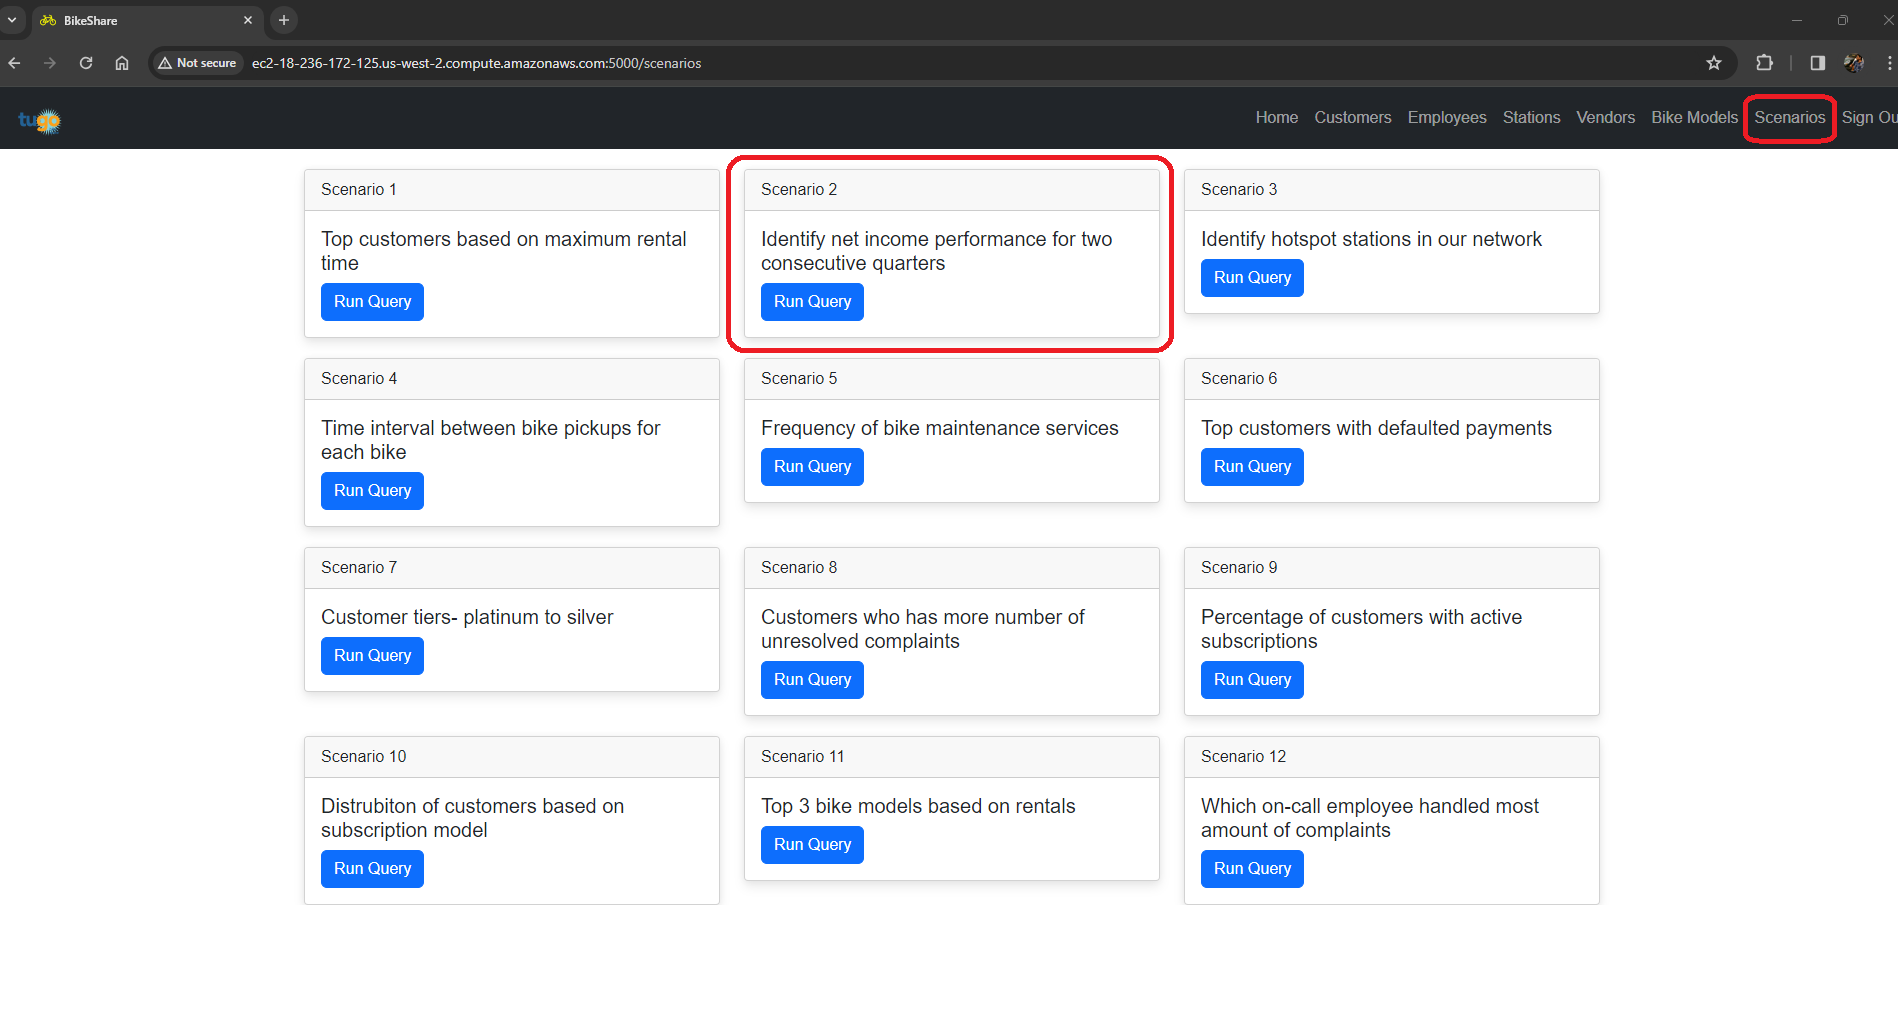 BikeShare
Not secure
ec2-18-236-172-125.us-west-2.compute.amazonaws.com:5000/scenarios
tugo
Home Customers Employees Stations Vendors Bike Models Scenarios Sign Ou
Scenario 1
Top customers based on maximum rental
time
Run Query
Scenario 2
Identify net income performance for two
consecutive quarters
Run Query
Scenario 3
Identify hotspot stations in our network
Run Query
Scenario 4
Time interval between bike pickups for
each bike
Run Query
Scenario 5
Frequency of bike maintenance services
Run Query
Scenario 6
Top customers with defaulted payments
Run Query
Scenario 7
Customer tiers- platinum to silver
Run Query
Scenario 8
Customers who has more number of
unresolved complaints
Run Query
Scenario 9
Percentage of customers with active
subscriptions
Run Query
Scenario 10
Distrubiton of customers based on
subscription model
Run Query
Scenario 11
Top 3 bike models based on rentals
Run Query
Scenario 12
Which on-call employee handled most
amount of complaints
Run Query